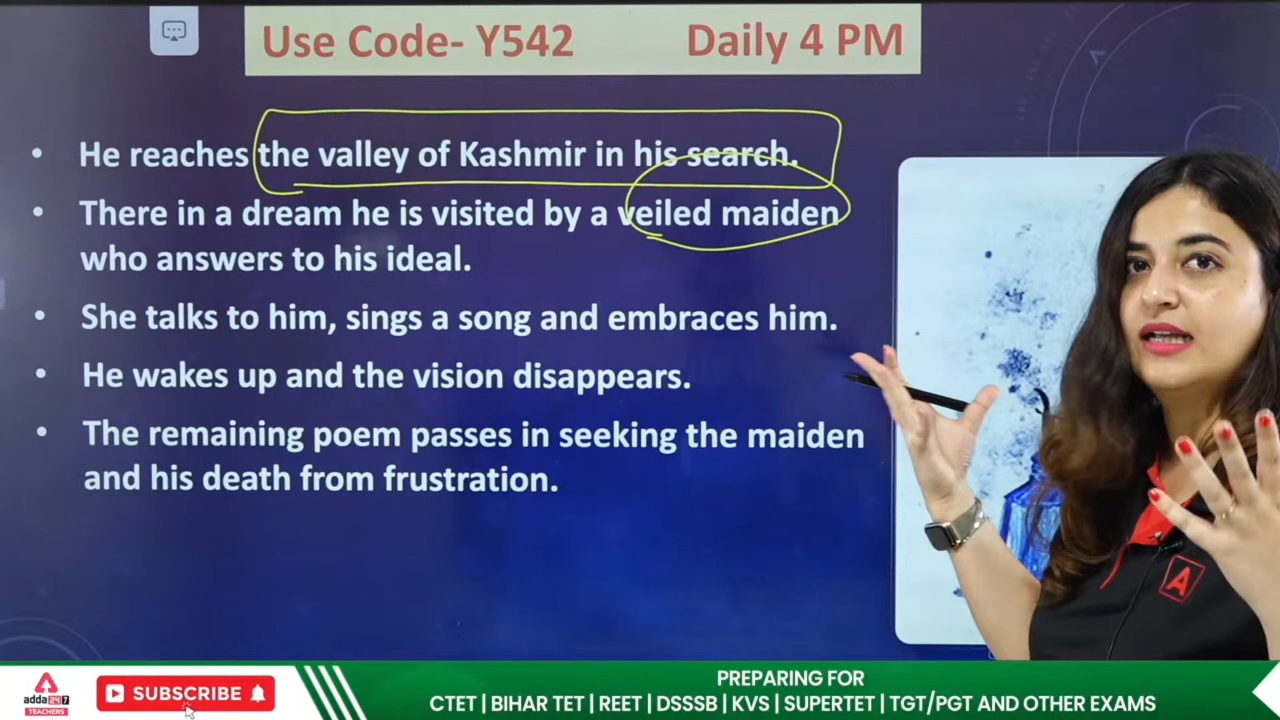 Use Code- Y542 Daily 4 PM
• He reaches the valley of Kashmir in his search.
• There in a dream he is visited by a veiled maiden
who answers to his ideal.
• She talks to him, sings a song and embraces him.
• He wakes up and the vision disappears.
• The remaining poem passes in seeking the maiden
and his death from frustration.
A
adda247
TEACHERS
SUBSCRIBE
PREPARING FOR
CTET | BIHAR TET | REET | DSSSB | KVS | SUPERTET | TGT/PGT AND OTHER EXAMS